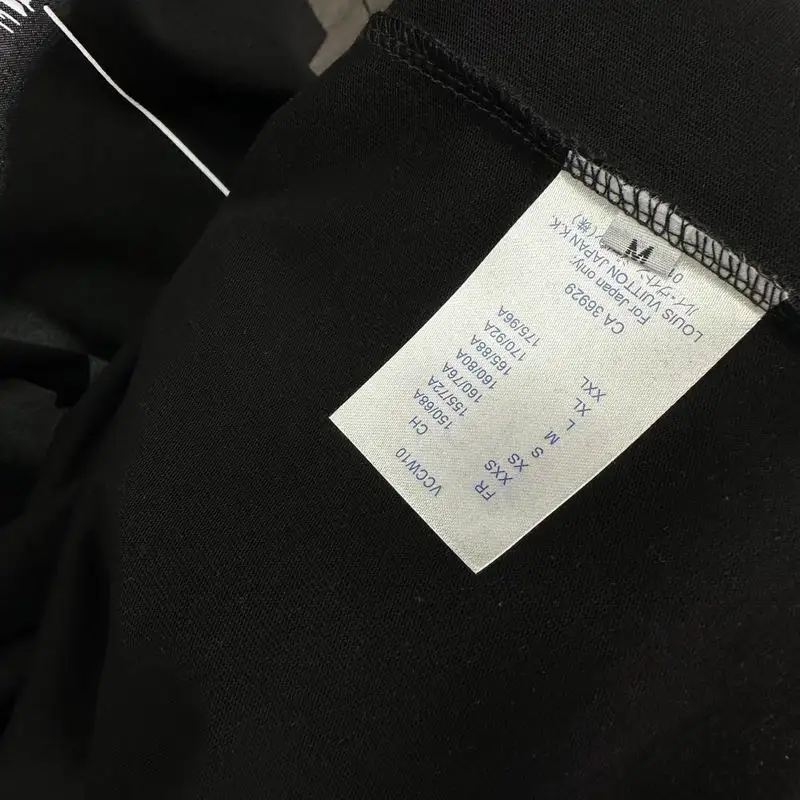 M
01
LOUIS VUITTON JAPAN K.K.
For Japan only:
CA 36929
XXL 175/96A
XL 170/92A
L 165/88A
M 160/80A
S 160/76A
XS 155/72A
XXS 150/68A
FR CH
VCCW10